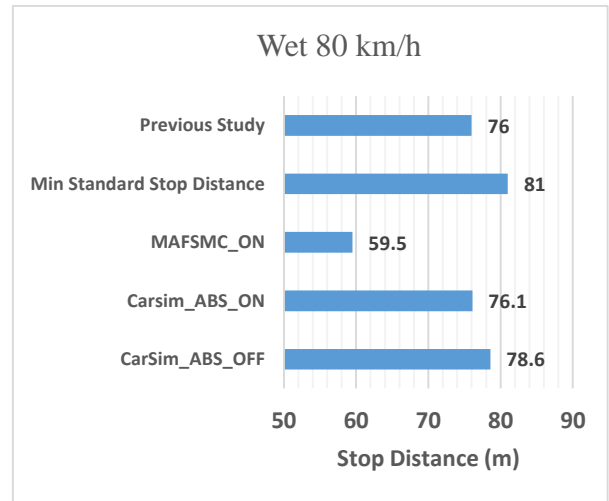 Wet 80 km/h
Previous Study 76
Min Standard Stop Distance 81
MAFSMC_ON 59.5
Carsim_ABS_ON 76.1
CarSim_ABS_OFF 78.6
50 60 70 80 90
Stop Distance (m)